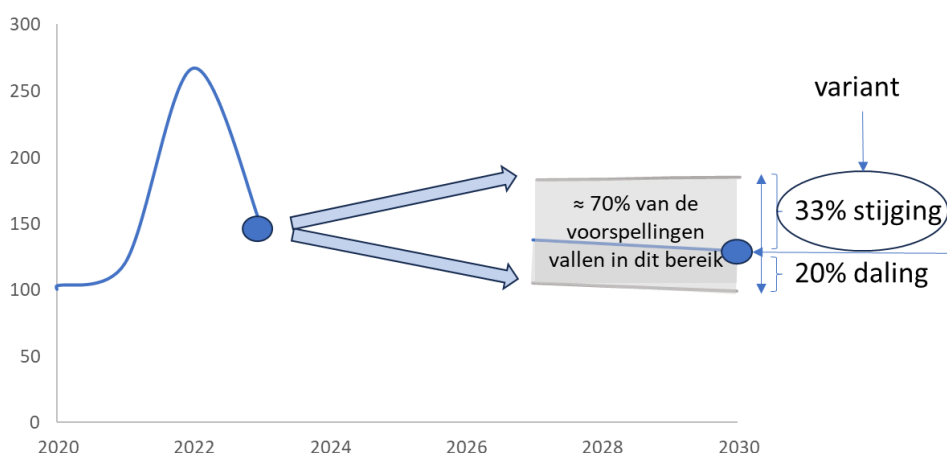 300
250
200
150
100
50
0
2020
2022
2024
2026
2028
2030
≈ 70% van de
voorspellingen
vallen in dit bereik
variant
33% stijging
20% daling